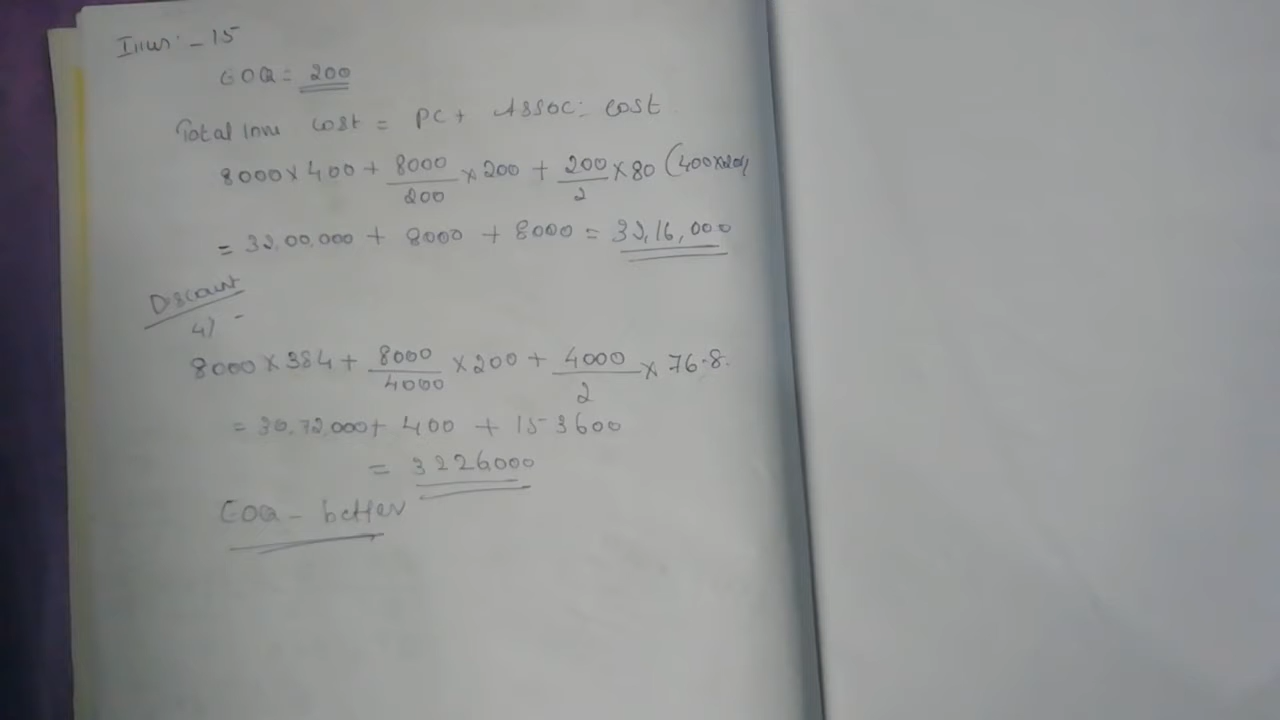 Illus: - 15
EOQ = 200
Total Inv cost = PC + Assoc: cost
8000 x 400 + 8000/200 x 200 + 200/2 x 80 (400x20%
= 32,00,000 + 8000 + 8000 = 32,16,000
Discount
4) -
8000 x 384 + 8000/4000 x 200 + 4000/2 x 76.8.
= 30,72,000 + 400 + 153600
= 3226000
EOQ - better